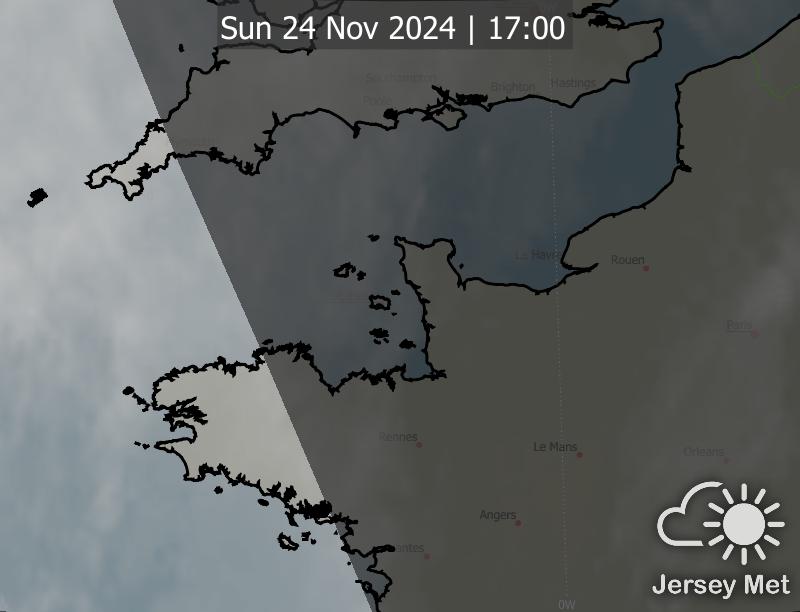 Sun 24 Nov 2024 | 17:00
Southampton
Brighton
Hastings
Poole
Le Havre
Rouen
Paris
Rennes
Le Mans
Orleans
Angers
Nantes
0W
Jersey Met